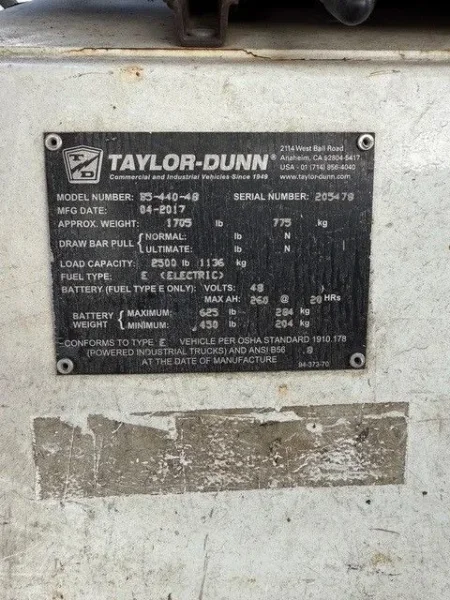 T/D TAYLOR-DUNN®
Commercial and Industrial Vehicles Since 1949
2114 West Ball Road
Anaheim, CA 92804-5417
USA - 01 (714) 956-4040
www.taylor-dunn.com
MODEL NUMBER: B5-440-48 SERIAL NUMBER: 205478
MFG DATE: 04-2017
APPROX. WEIGHT: 1705 lb 775 kg
DRAW BAR PULL { NORMAL: lb N
ULTIMATE: lb N
LOAD CAPACITY: 2500 lb 1136 kg
FUEL TYPE: E (ELECTRIC)
BATTERY (FUEL TYPE E ONLY): VOLTS: 48
MAX AH: 260 @ 20 HRs
BATTERY WEIGHT { MAXIMUM: 625 lb 284 kg
MINIMUM: 450 lb 204 kg
CONFORMS TO TYPE E VEHICLE PER OSHA STANDARD 1910.178
(POWERED INDUSTRIAL TRUCKS) AND ANSI B56 .8
AT THE DATE OF MANUFACTURE
94-373-70